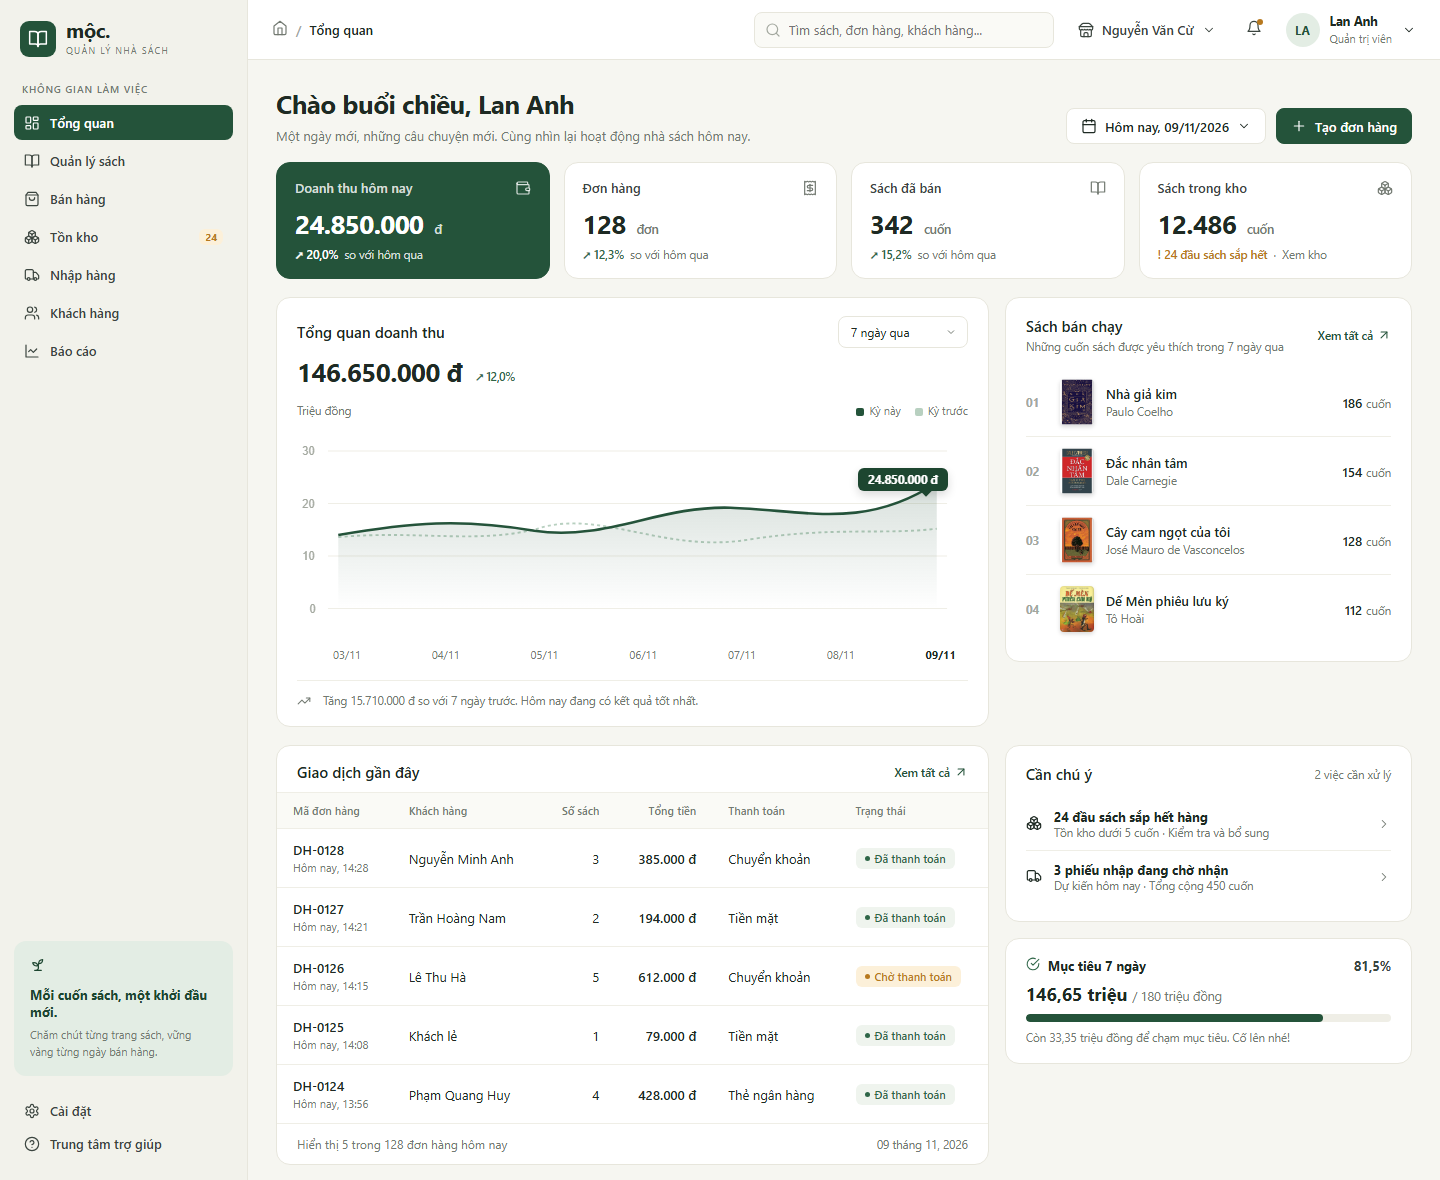 mộc.
QUẢN LÝ NHÀ SÁCH
KHÔNG GIAN LÀM VIỆC
Tổng quan
Quản lý sách
Bán hàng
Tồn kho 24
Nhập hàng
Khách hàng
Báo cáo
Mỗi cuốn sách, một khởi đầu
mới.
Chăm chút từng trang sách, vững
vàng từng ngày bán hàng.
Cài đặt
Trung tâm trợ giúp
/ Tổng quan
Tìm sách, đơn hàng, khách hàng...
Nguyễn Văn Cừ
LA
Lan Anh
Quản trị viên
Chào buổi chiều, Lan Anh
Một ngày mới, những câu chuyện mới. Cùng nhìn lại hoạt động nhà sách hôm nay.
Hôm nay, 09/11/2026
Tạo đơn hàng
Doanh thu hôm nay
24.850.000 đ
↗ 20,0% so với hôm qua
Đơn hàng
128 đơn
↗ 12,3% so với hôm qua
Sách đã bán
342 cuốn
↗ 15,2% so với hôm qua
Sách trong kho
12.486 cuốn
! 24 đầu sách sắp hết · Xem kho
Tổng quan doanh thu
7 ngày qua
146.650.000 đ ↗ 12,0%
Triệu đồng
Kỳ này
Kỳ trước
30
20
10
0
24.850.000 đ
03/11
04/11
05/11
06/11
07/11
08/11
09/11
Tăng 15.710.000 đ so với 7 ngày trước. Hôm nay đang có kết quả tốt nhất.
Sách bán chạy
Những cuốn sách được yêu thích trong 7 ngày qua
Xem tất cả
01
Nhà giả kim
Paulo Coelho
186 cuốn
02
ĐẮC
NHÂN
TÂM
Đắc nhân tâm
Dale Carnegie
154 cuốn
03
Cây cam ngọt của tôi
José Mauro de Vasconcelos
128 cuốn
04
Dế Mèn phiêu lưu ký
Tô Hoài
112 cuốn
Giao dịch gần đây
Xem tất cả
Mã đơn hàng Khách hàng Số sách Tổng tiền Thanh toán Trạng thái
DH-0128
Hôm nay, 14:28
Nguyễn Minh Anh 3 385.000 đ Chuyển khoản Đã thanh toán
DH-0127
Hôm nay, 14:21
Trần Hoàng Nam 2 194.000 đ Tiền mặt Đã thanh toán
DH-0126
Hôm nay, 14:15
Lê Thu Hà 5 612.000 đ Chuyển khoản Chờ thanh toán
DH-0125
Hôm nay, 14:08
Khách lẻ 1 79.000 đ Tiền mặt Đã thanh toán
DH-0124
Hôm nay, 13:56
Phạm Quang Huy 4 428.000 đ Thẻ ngân hàng Đã thanh toán
Hiển thị 5 trong 128 đơn hàng hôm nay
09 tháng 11, 2026
Cần chú ý
2 việc cần xử lý
24 đầu sách sắp hết hàng
Tồn kho dưới 5 cuốn · Kiểm tra và bổ sung
3 phiếu nhập đang chờ nhận
Dự kiến hôm nay · Tổng cộng 450 cuốn
Mục tiêu 7 ngày
81,5%
146,65 triệu / 180 triệu đồng
Còn 33,35 triệu đồng để chạm mục tiêu. Cố lên nhé!